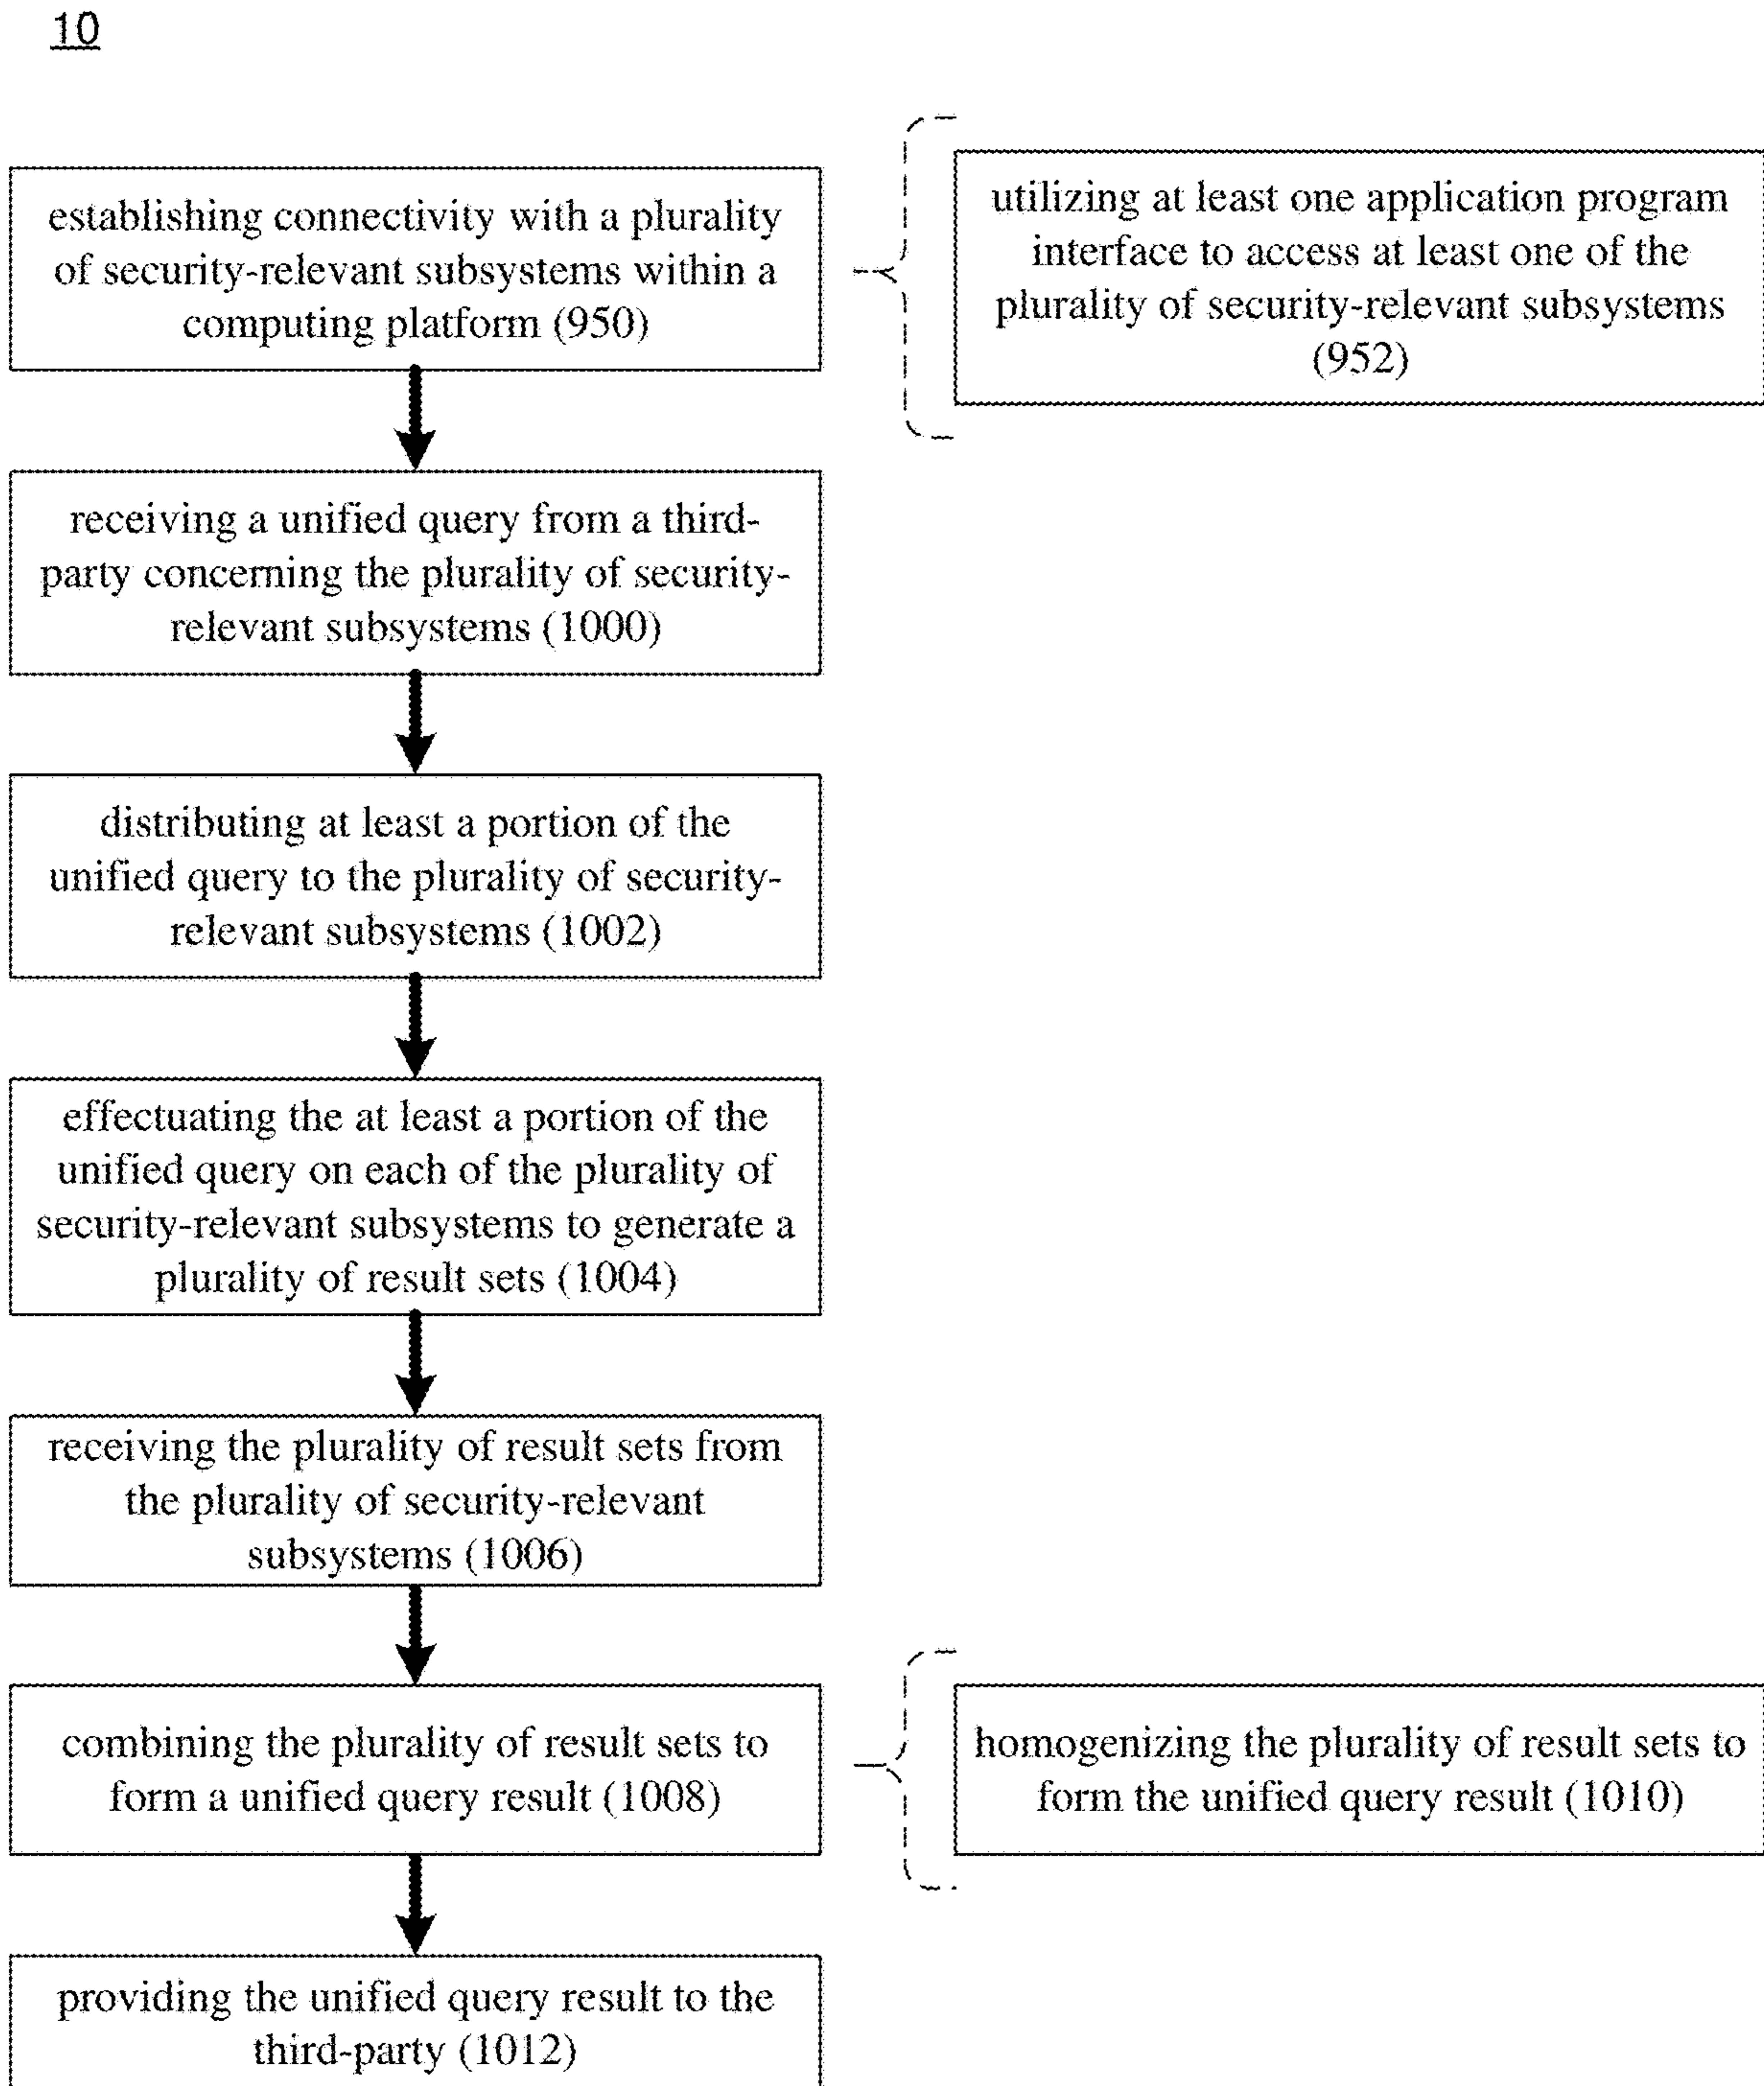 10
establishing connectivity with a plurality
of security-relevant subsystems within a
computing platform (950)
utilizing at least one application program
interface to access at least one of the
plurality of security-relevant subsystems
(952)
receiving a unified query from a third-
party concerning the plurality of security-
relevant subsystems (1000)
distributing at least a portion of the
unified query to the plurality of security-
relevant subsystems (1002)
effectuating the at least a portion of the
unified query on each of the plurality of
security-relevant subsystems to generate a
plurality of result sets (1004)
receiving the plurality of result sets from
the plurality of security-relevant
subsystems (1006)
combining the plurality of result sets to
form a unified query result (1008)
homogenizing the plurality of result sets to
form the unified query result (1010)
providing the unified query result to the
third-party (1012)